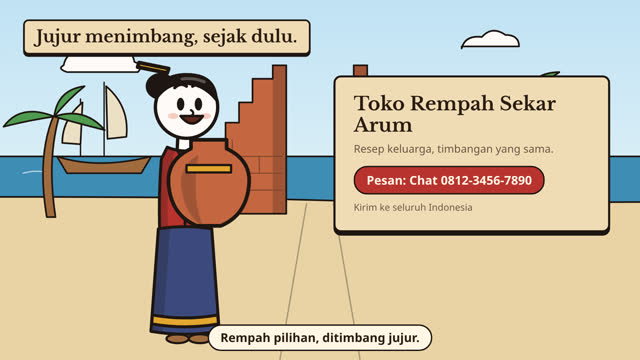 Jujur menimbang, sejak dulu.
Toko Rempah Sekar
Arum
Resep keluarga, timbangan yang sama.
Pesan: Chat 0812-3456-7890
Kirim ke seluruh Indonesia
Rempah pilihan, ditimbang jujur.